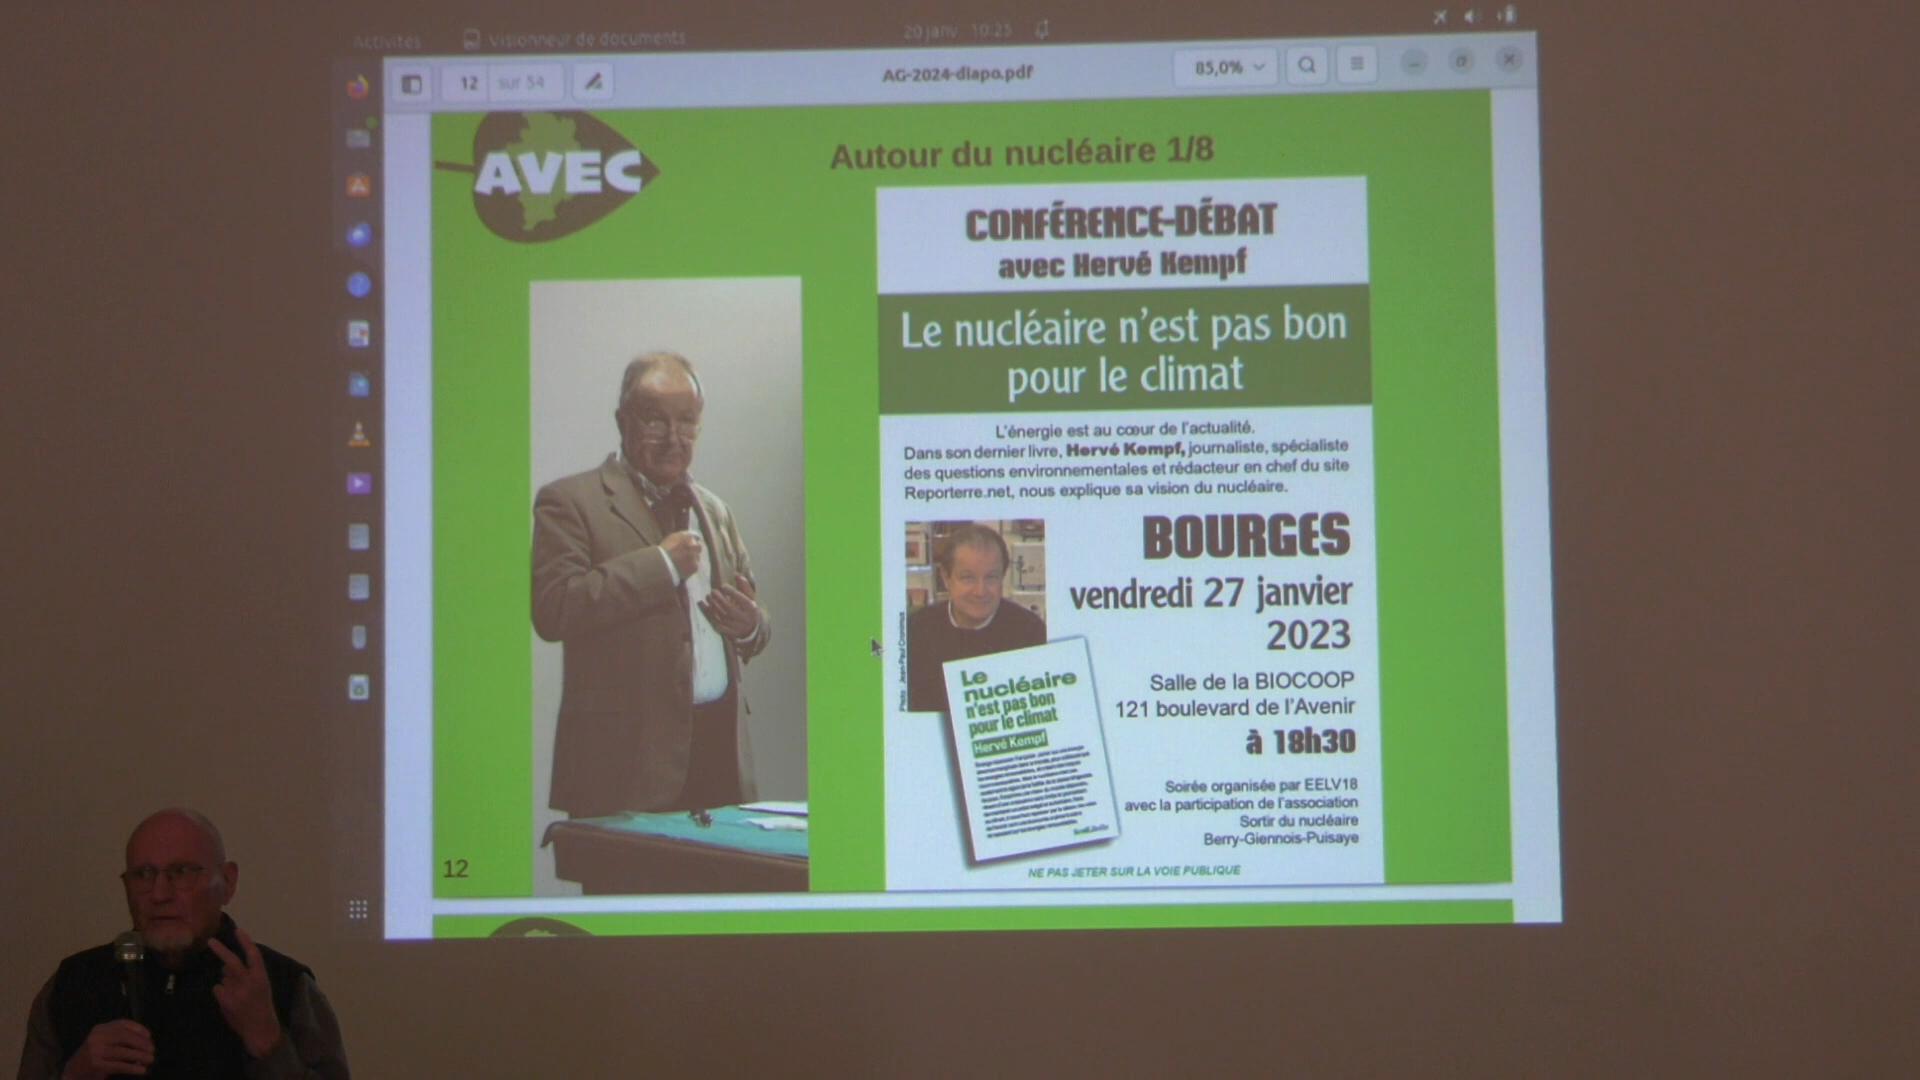 Activités
Visionneur de documents
20 janv 10:25
12 sur 54
AG-2024-diapo.pdf
85,0%
AVEC
Autour du nucléaire 1/8
CONFÉRENCE-DÉBAT
avec Hervé Kempf
Le nucléaire n'est pas bon
pour le climat
L'énergie est au cœur de l'actualité.
Dans son dernier livre, Hervé Kempf, journaliste, spécialiste
des questions environnementales et rédacteur en chef du site
Reporterre.net, nous explique sa vision du nucléaire.
BOURGES
vendredi 27 janvier
2023
Salle de la BIOCOOP
121 boulevard de l'Avenir
à 18h30
Soirée organisée par EELV18
avec la participation de l'association
Sortir du nucléaire
Berry-Giennois-Puisaye
Le
nucléaire
n'est pas bon
pour le climat
Hervé Kempf
NE PAS JETER SUR LA VOIE PUBLIQUE
12